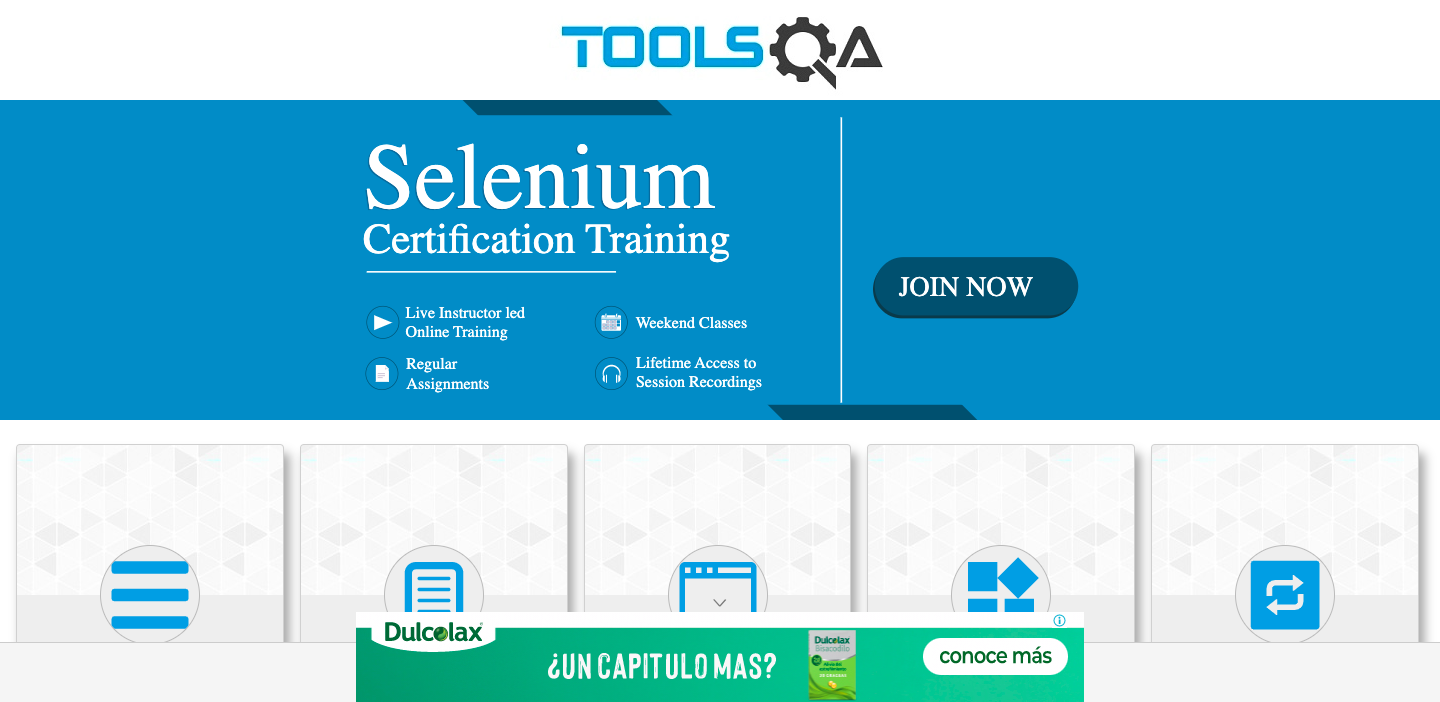 TOOLSQA
Selenium
Certification Training
Live Instructor led
Online Training
Weekend Classes
Regular
Assignments
Lifetime Access to
Session Recordings
JOIN NOW
Dulcolax
¿UN CAPITULO MAS?
Dulcolax
Bisacodilo
conoce más